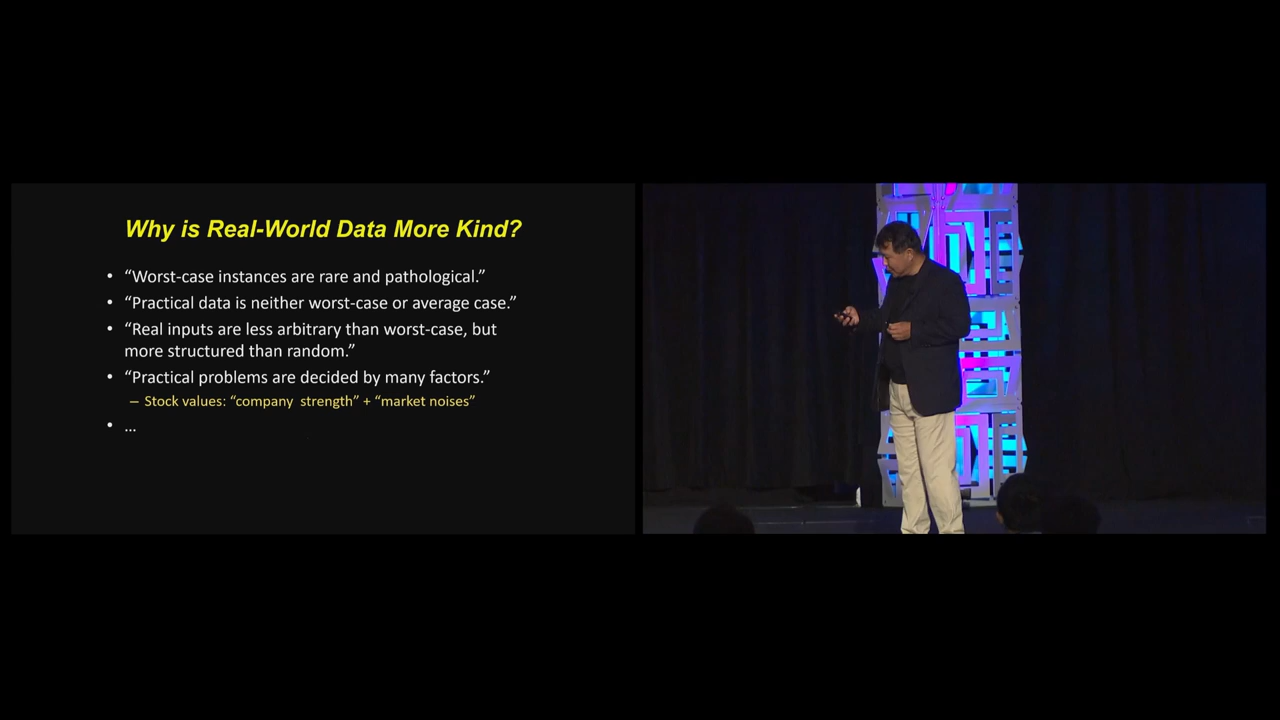 Why is Real-World Data More Kind?
• “Worst-case instances are rare and pathological.”
• “Practical data is neither worst-case or average case.”
• “Real inputs are less arbitrary than worst-case, but
more structured than random.”
• “Practical problems are decided by many factors.”
– Stock values: “company strength” + “market noises”
• …